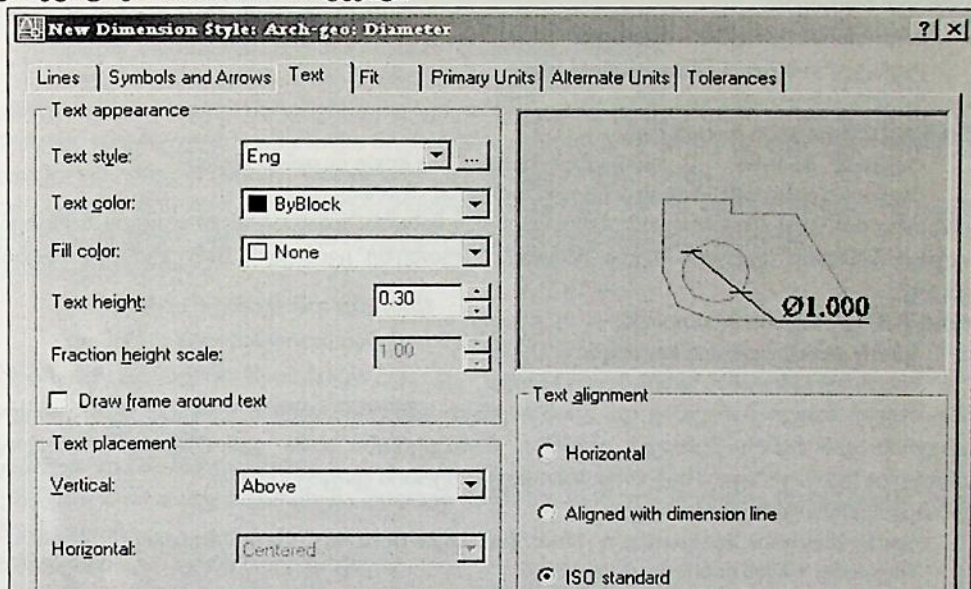 New Dimension Style: Arch-geo: Diameter
Lines Symbols and Arrows Text Fit Primary Units Alternate Units Tolerances
Text appearance
Text style: Eng ...
Text color: ByBlock
Fill color: None
Text height: 0.30
Fraction height scale: 1.00
Draw frame around text
Text placement
Vertical: Above
Horizontal: Centered
Ø1.000
Text alignment
Horizontal
Aligned with dimension line
ISO standard